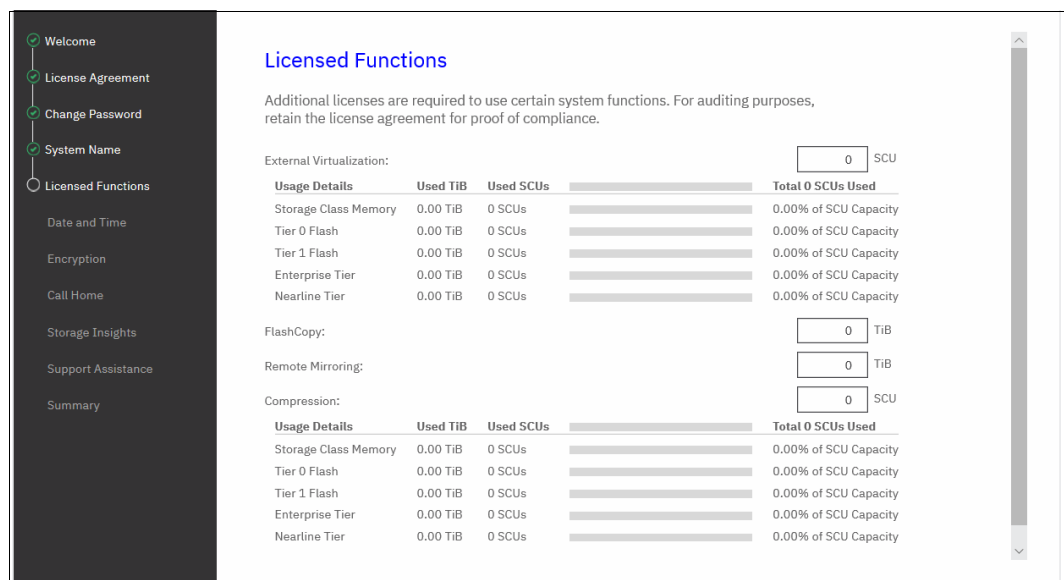 Welcome
License Agreement
Change Password
System Name
Licensed Functions
Date and Time
Encryption
Call Home
Storage Insights
Support Assistance
Summary
Licensed Functions
Additional licenses are required to use certain system functions. For auditing purposes,
retain the license agreement for proof of compliance.
External Virtualization: 0 SCU
Usage Details Used TiB Used SCUs Total 0 SCUs Used
Storage Class Memory 0.00 TiB 0 SCUs 0.00% of SCU Capacity
Tier 0 Flash 0.00 TiB 0 SCUs 0.00% of SCU Capacity
Tier 1 Flash 0.00 TiB 0 SCUs 0.00% of SCU Capacity
Enterprise Tier 0.00 TiB 0 SCUs 0.00% of SCU Capacity
Nearline Tier 0.00 TiB 0 SCUs 0.00% of SCU Capacity
FlashCopy: 0 TiB
Remote Mirroring: 0 TiB
Compression: 0 SCU
Usage Details Used TiB Used SCUs Total 0 SCUs Used
Storage Class Memory 0.00 TiB 0 SCUs 0.00% of SCU Capacity
Tier 0 Flash 0.00 TiB 0 SCUs 0.00% of SCU Capacity
Tier 1 Flash 0.00 TiB 0 SCUs 0.00% of SCU Capacity
Enterprise Tier 0.00 TiB 0 SCUs 0.00% of SCU Capacity
Nearline Tier 0.00 TiB 0 SCUs 0.00% of SCU Capacity